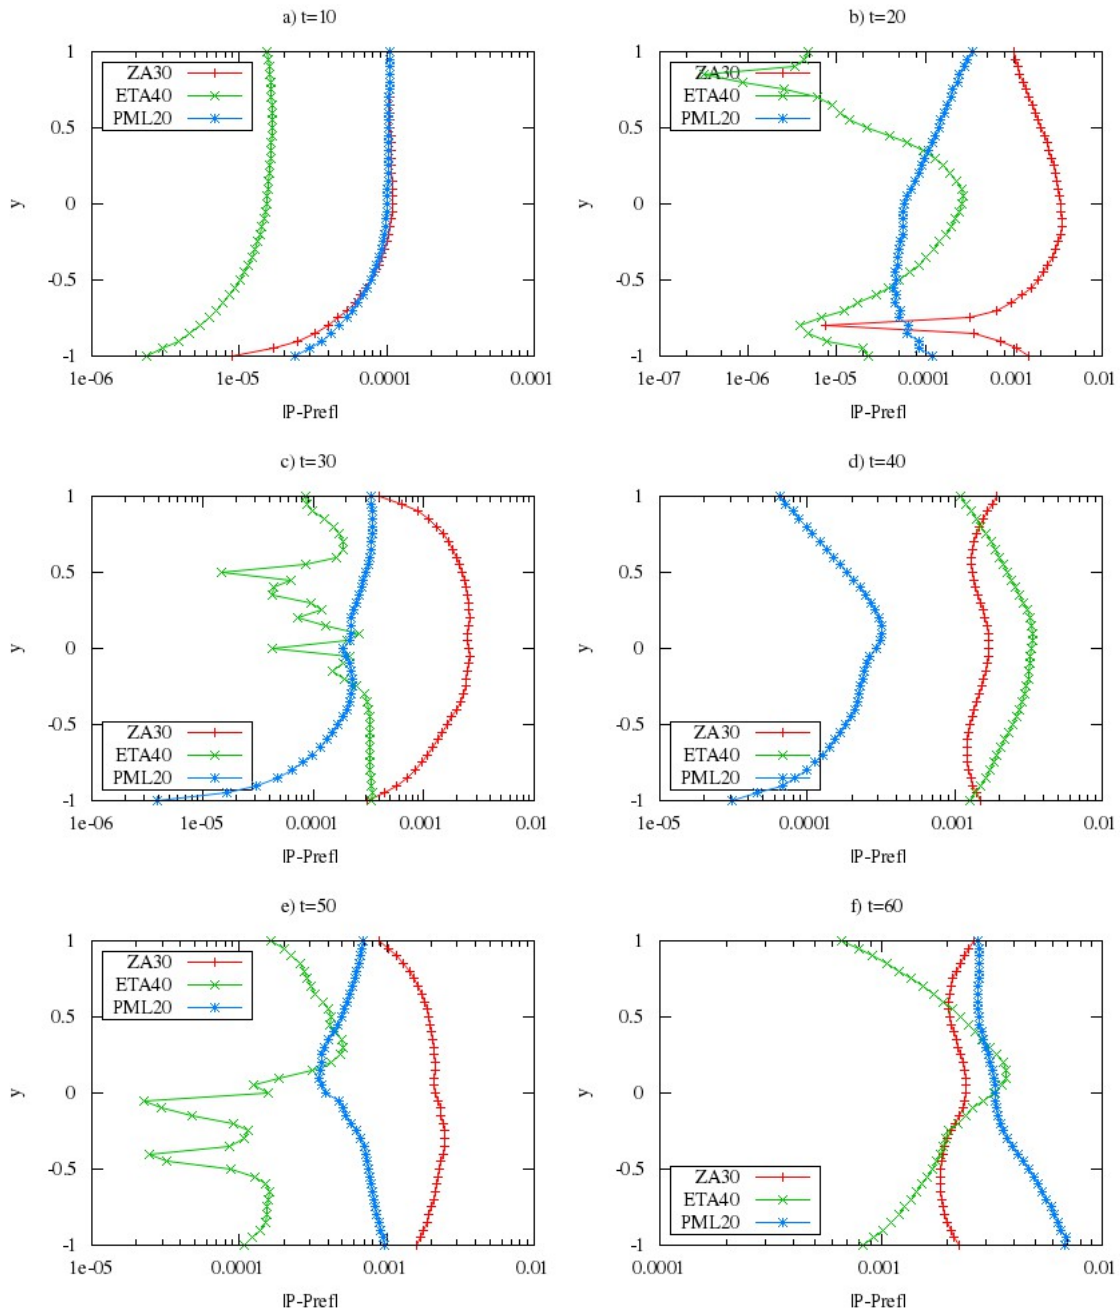 a) t=10
1
0.5
y
0
-0.5
-1
ZA30
ETA40
PML20
1e-06 1e-05 0.0001 0.001
|P-Pref|
b) t=20
1
0.5
y
0
-0.5
-1
ZA30
ETA40
PML20
1e-07 1e-06 1e-05 0.0001 0.001 0.01
|P-Pref|
c) t=30
1
0.5
y
0
-0.5
-1
ZA30
ETA40
PML20
1e-06 1e-05 0.0001 0.001 0.01
|P-Pref|
d) t=40
1
0.5
y
0
-0.5
-1
ZA30
ETA40
PML20
1e-05 0.0001 0.001 0.01
|P-Pref|
e) t=50
1
0.5
y
0
-0.5
-1
ZA30
ETA40
PML20
1e-05 0.0001 0.001 0.01
|P-Pref|
f) t=60
1
0.5
y
0
-0.5
-1
ZA30
ETA40
PML20
0.0001 0.001 0.01
|P-Pref|